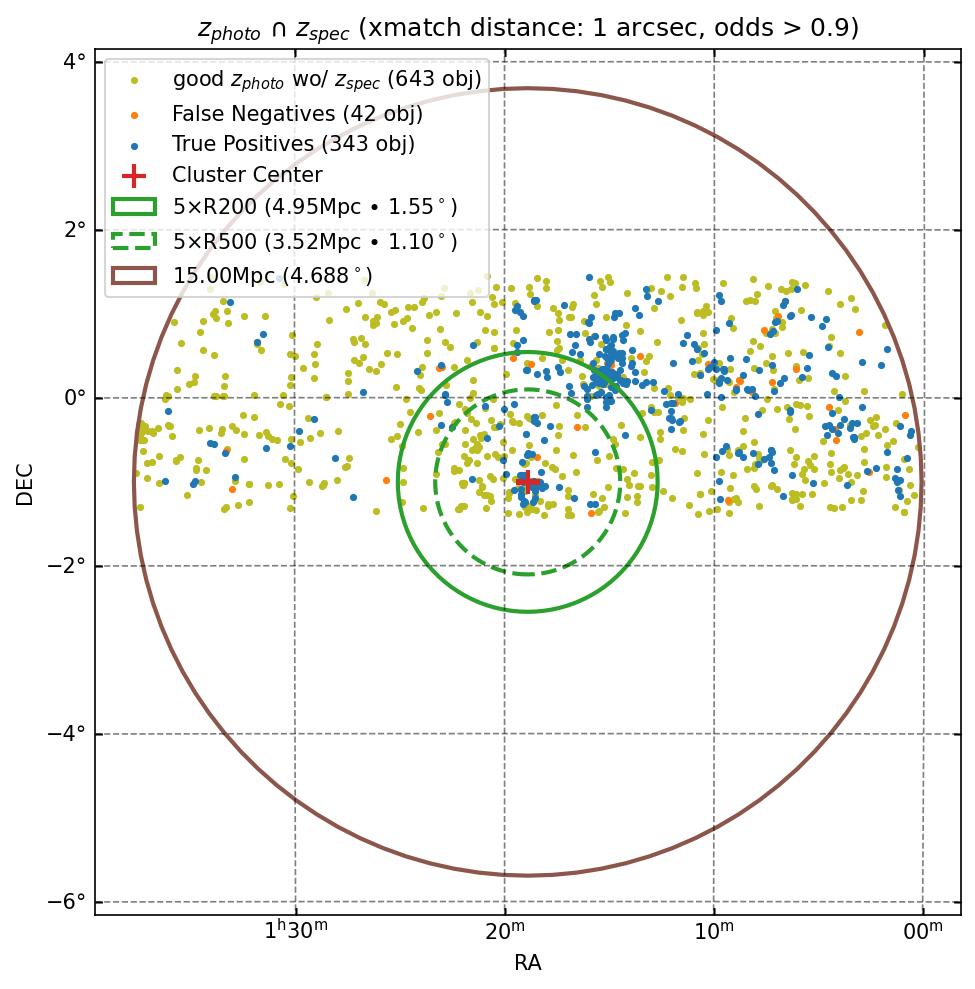 z_photo ∩ z_spec (xmatch distance: 1 arcsec, odds > 0.9)
good z_photo wo/ z_spec (643 obj)
False Negatives (42 obj)
True Positives (343 obj)
Cluster Center
5×R200 (4.95Mpc • 1.55°)
5×R500 (3.52Mpc • 1.10°)
15.00Mpc (4.688°)
4°
2°
0°
−2°
−4°
−6°
DEC
1ʰ30ᵐ 20ᵐ 10ᵐ 00ᵐ
RA